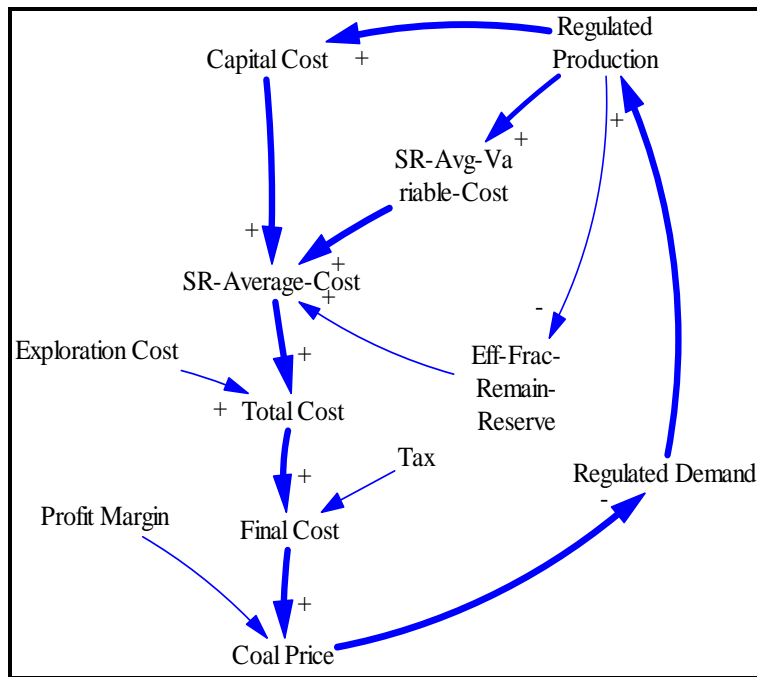 Regulated
Production
Capital Cost
+
+
+
SR-Avg-Va
riable-Cost
+
+
SR-Average-Cost
+
-
Exploration Cost
+
Eff-Frac-
Remain-
Reserve
+
Total Cost
+
Tax
Regulated Demand
-
Profit Margin
Final Cost
+
Coal Price